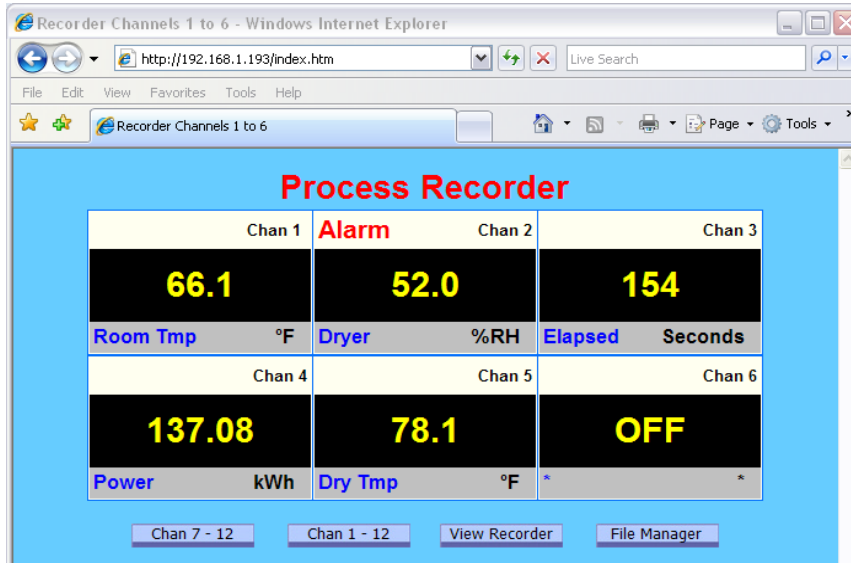 Recorder Channels 1 to 6 - Windows Internet Explorer
http://192.168.1.193/index.htm
Live Search
File Edit View Favorites Tools Help
Recorder Channels 1 to 6
Page Tools
Process Recorder
Chan 1 Alarm Chan 2 Chan 3
66.1 52.0 154
Room Tmp °F Dryer %RH Elapsed Seconds
Chan 4 Chan 5 Chan 6
137.08 78.1 OFF
Power kWh Dry Tmp °F * *
Chan 7 - 12 Chan 1 - 12 View Recorder File Manager